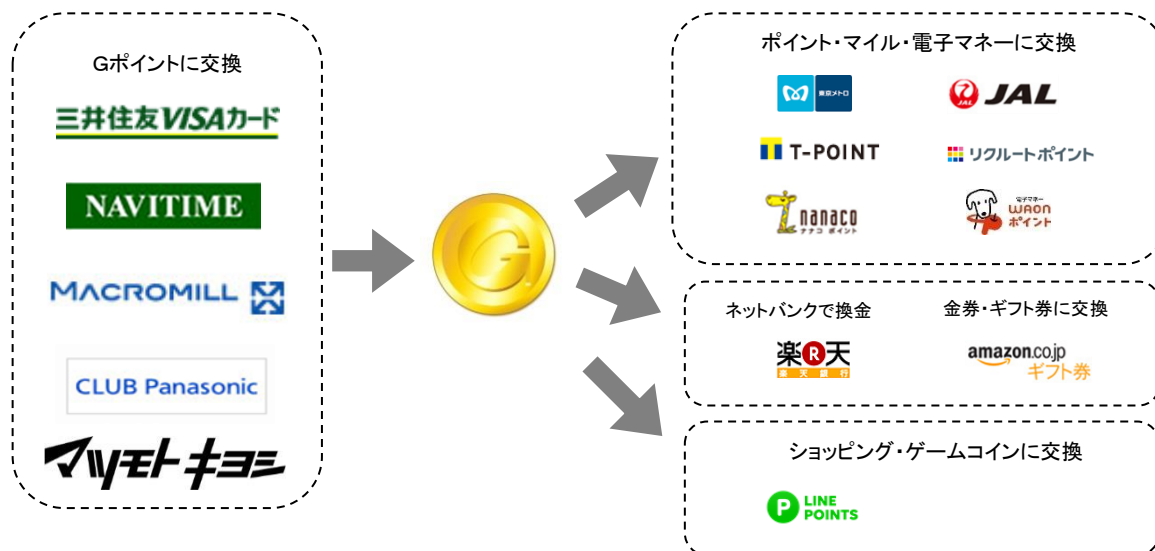 Gポイントに交換
三井住友VISAカード
NAVITIME
MACROMILL
CLUB Panasonic
マツモトキヨシ
G
ポイント・マイル・電子マネーに交換
東京メトロ
JAL
JAL
T-POINT
リクルートポイント
nanaco
ナナコ ポイント
電子マネー
WAON
ポイント
ネットバンクで換金
楽R天
楽天銀行
金券・ギフト券に交換
amazon.co.jp
ギフト券
ショッピング・ゲームコインに交換
P
LINE
POINTS